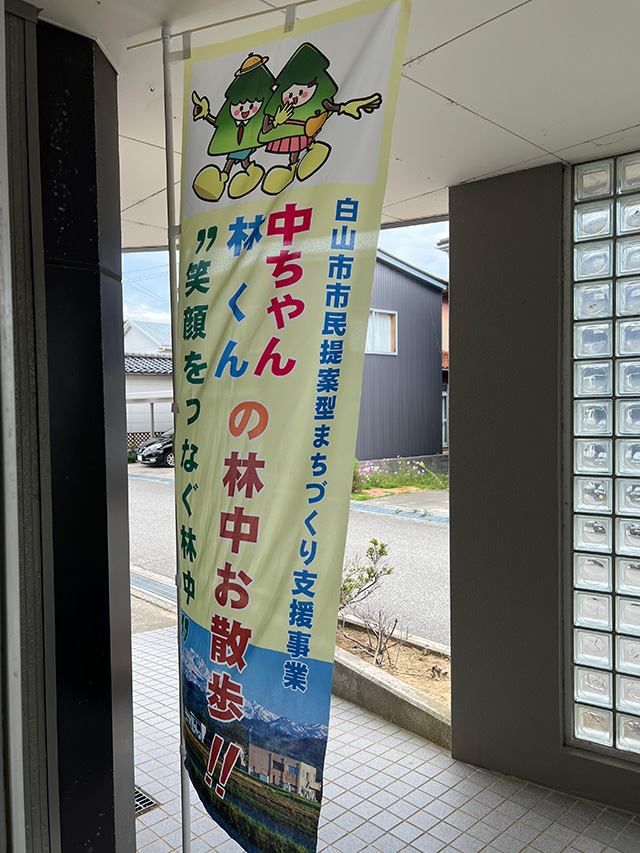 白山市市民提案型まちづくり支援事業
中ちゃん
林くん
の林中お散歩!!
"笑顔をつなぐ林中"